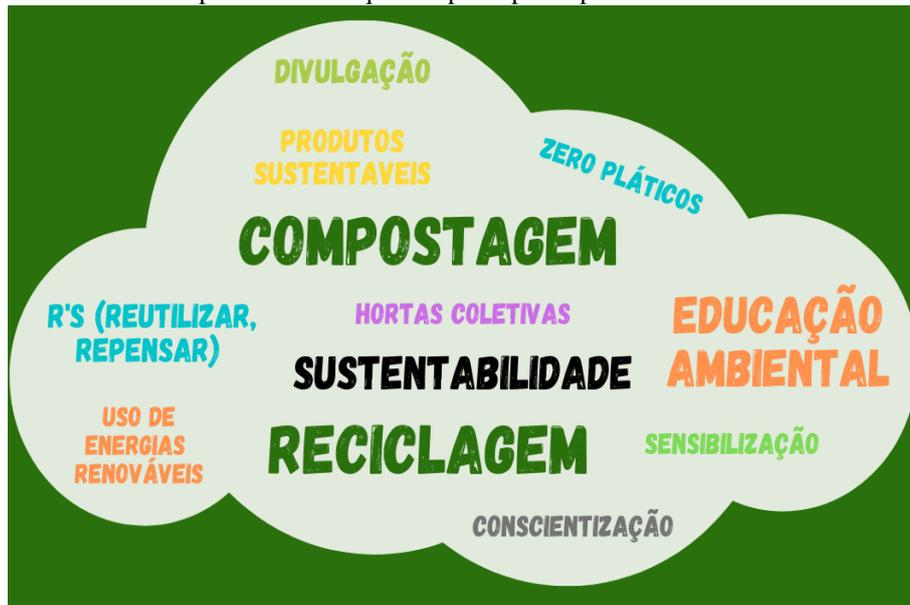 DIVULGAÇÃO
PRODUTOS
SUSTENTAVEIS
ZERO PLÁTICOS
COMPOSTAGEM
R'S (REUTILIZAR,
REPENSAR)
HORTAS COLETIVAS
EDUCAÇÃO
AMBIENTAL
SUSTENTABILIDADE
USO DE
ENERGIAS
RENOVÁVEIS
RECICLAGEM
SENSIBILIZAÇÃO
CONSCIENTIZAÇÃO